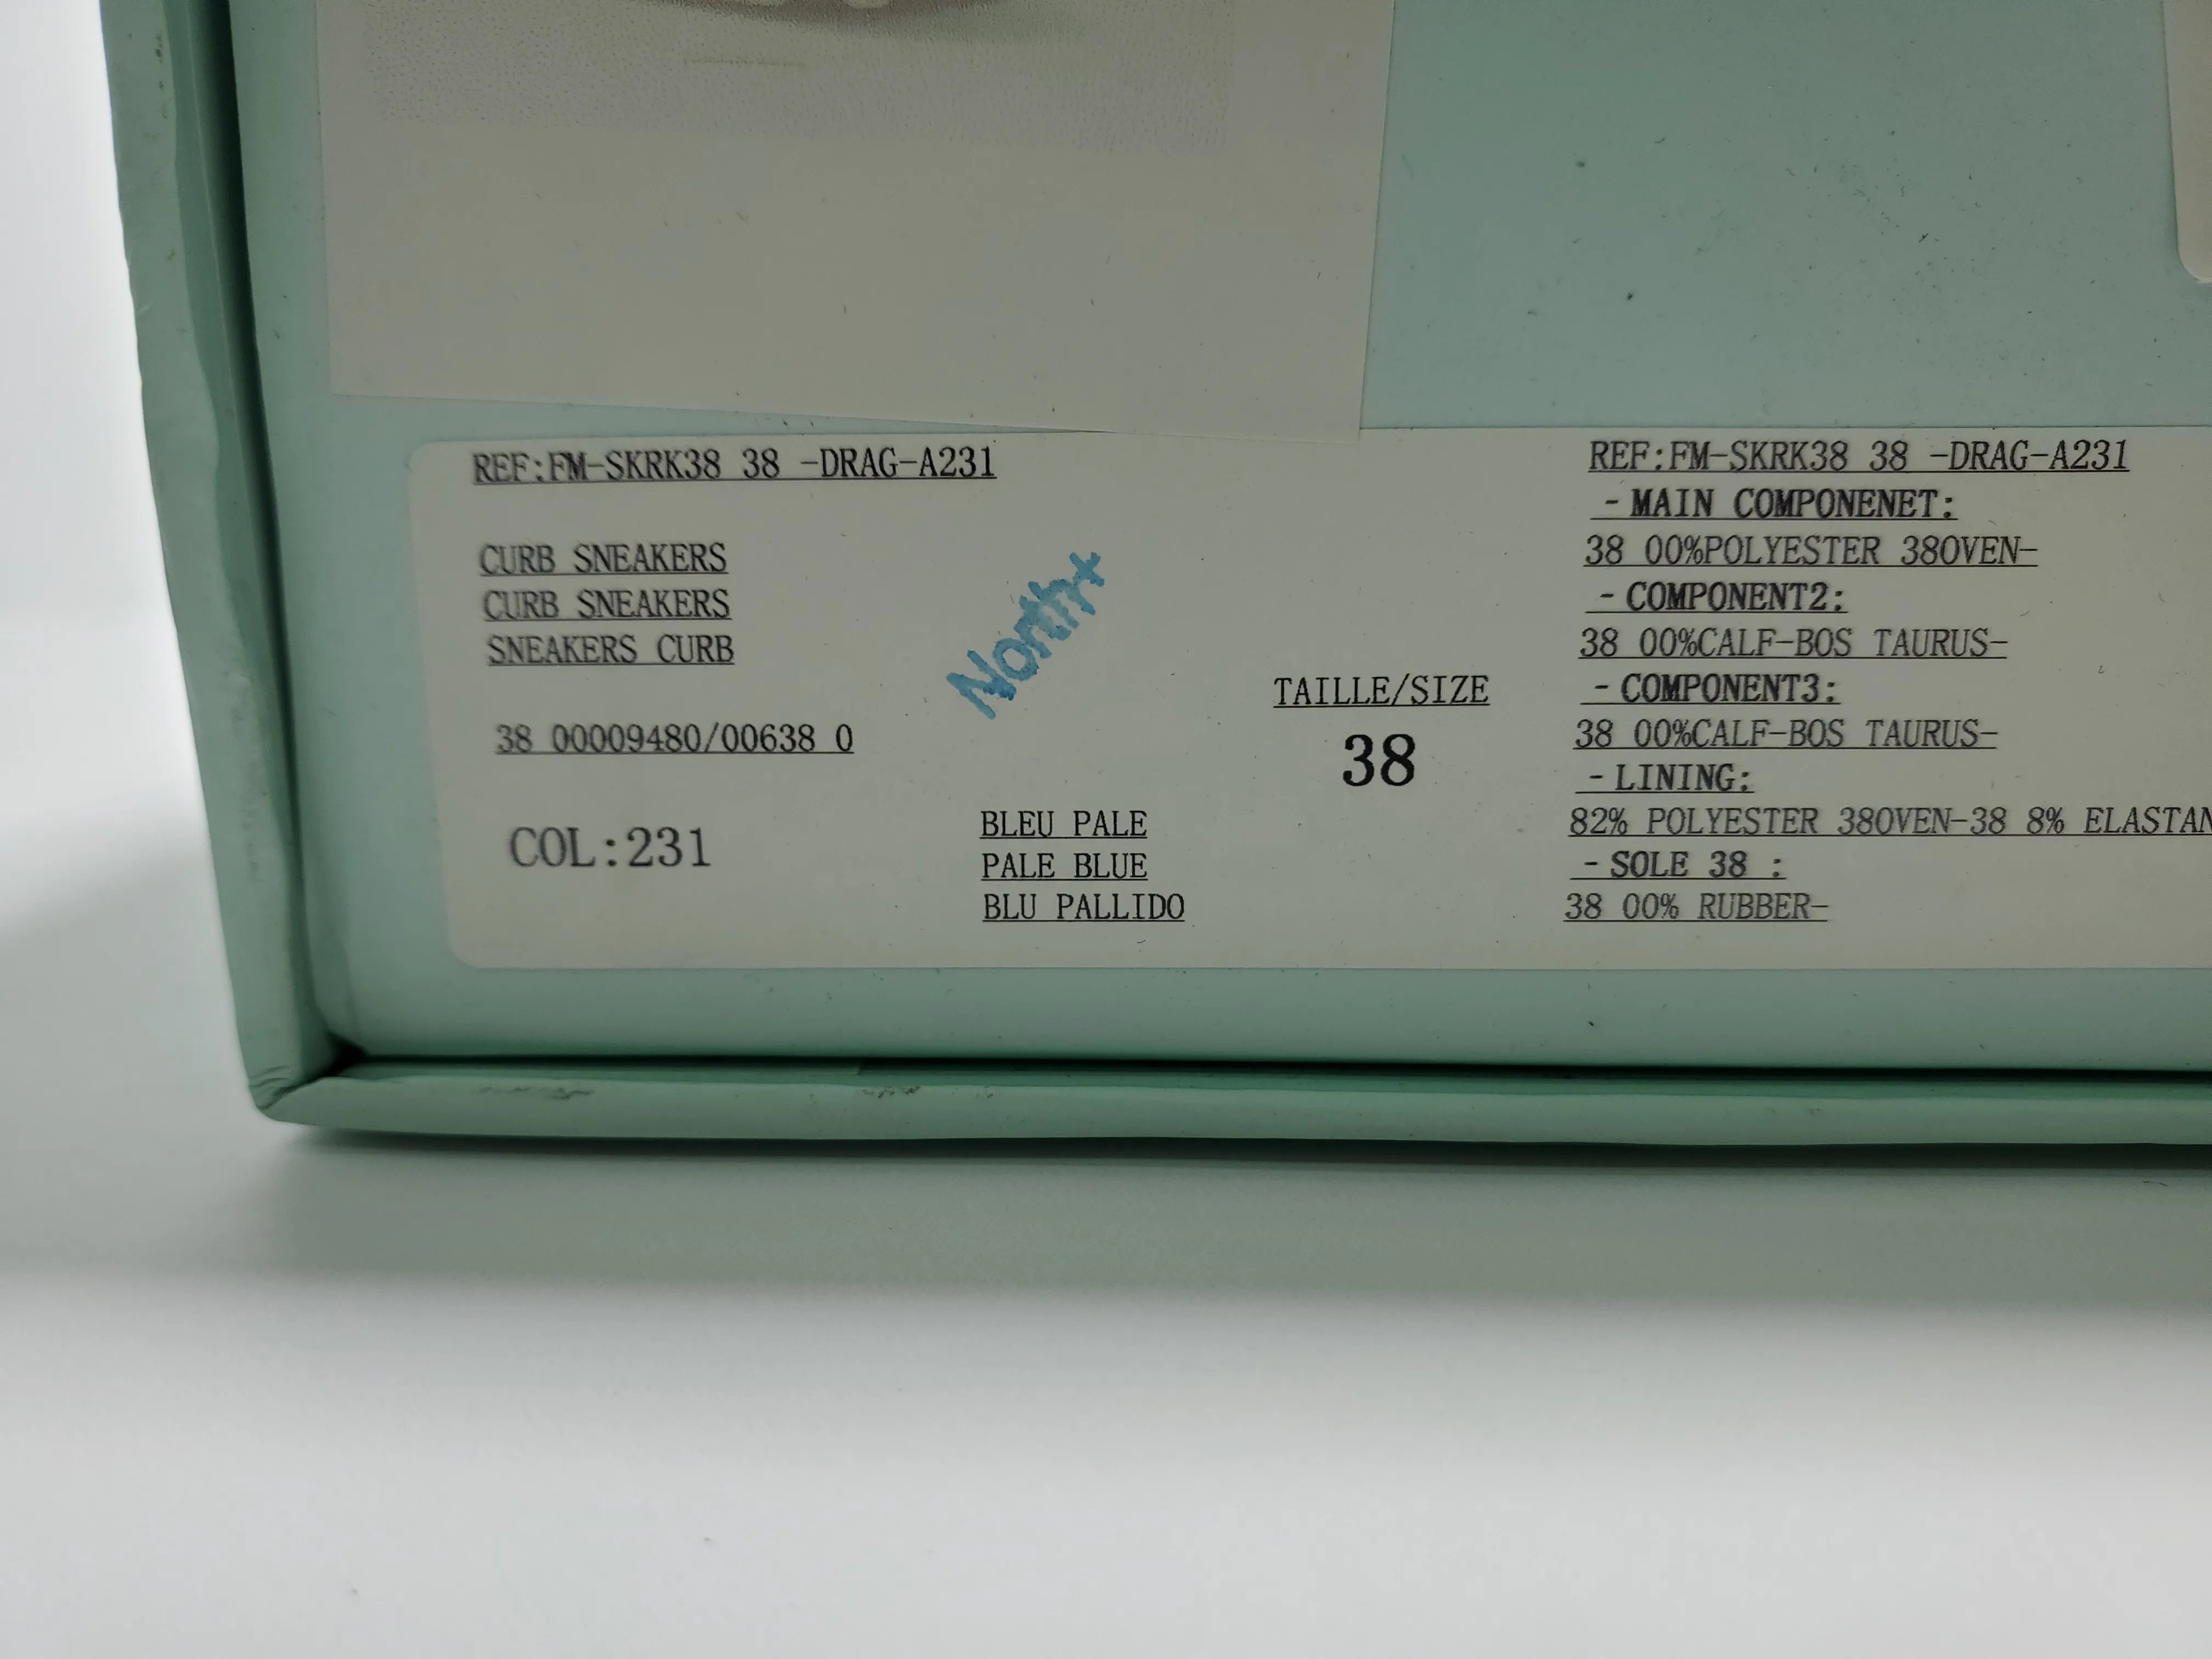 REF:FM-SKRK38 38 -DRAG-A231
CURB SNEAKERS
CURB SNEAKERS
SNEAKERS CURB
38 00009480/00638 0
COL:231
North+
BLEU PALE
PALE BLUE
BLU PALLIDO
TAILLE/SIZE
38
REF:FM-SKRK38 38 -DRAG-A231
- MAIN COMPONENET:
38 00%POLYESTER 38OVEN-
- COMPONENT2:
38 00%CALF-BOS TAURUS-
- COMPONENT3:
38 00%CALF-BOS TAURUS-
- LINING:
82% POLYESTER 38OVEN-38 8% ELASTAN
- SOLE 38 :
38 00% RUBBER-